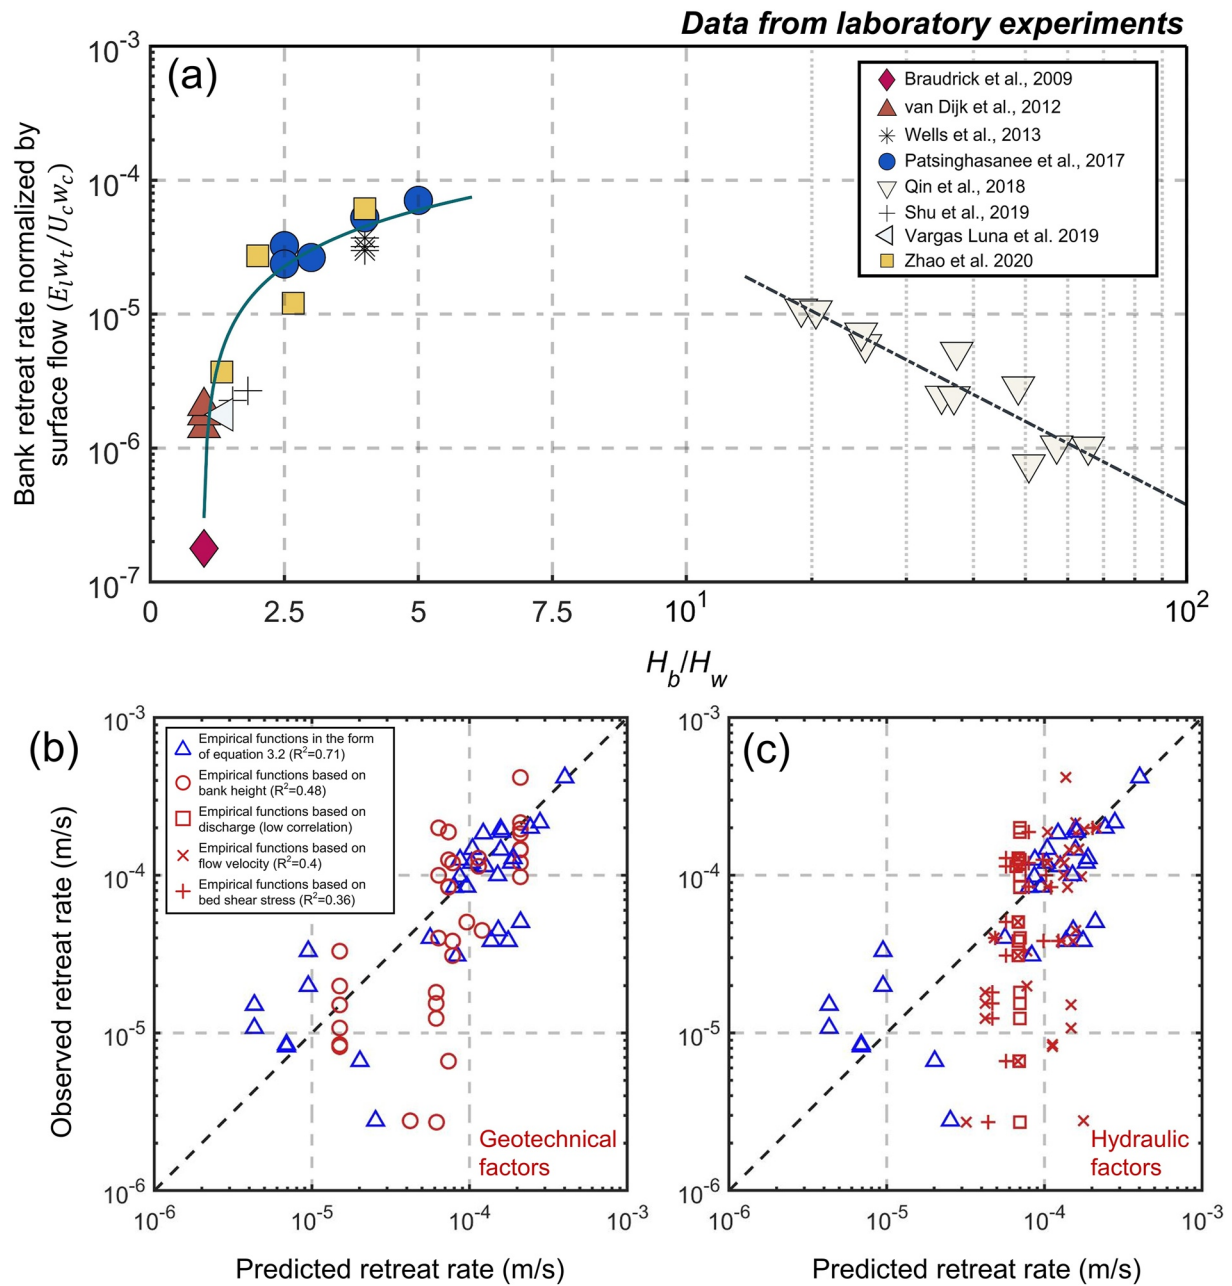 Data from laboratory experiments
(a)
10⁻³
10⁻⁴
10⁻⁵
10⁻⁶
10⁻⁷
Bank retreat rate normalized by
surface flow (E_l w_t/U_c w_c)
Braudrick et al., 2009
van Dijk et al., 2012
Wells et al., 2013
Patsinghasanee et al., 2017
Qin et al., 2018
Shu et al., 2019
Vargas Luna et al. 2019
Zhao et al. 2020
0 2.5 5 7.5 10¹ 10²
H_b/H_w
(b)
10⁻³
10⁻⁴
10⁻⁵
10⁻⁶
Observed retreat rate (m/s)
Empirical functions in the form
of equation 3.2 (R²=0.71)
Empirical functions based on
bank height (R²=0.48)
Empirical functions based on
discharge (low correlation)
Empirical functions based on
flow velocity (R²=0.4)
Empirical functions based on
bed shear stress (R²=0.36)
Geotechnical
factors
10⁻⁶ 10⁻⁵ 10⁻⁴ 10⁻³
Predicted retreat rate (m/s)
(c)
10⁻³
10⁻⁴
10⁻⁵
10⁻⁶
Hydraulic
factors
10⁻⁶ 10⁻⁵ 10⁻⁴ 10⁻³
Predicted retreat rate (m/s)